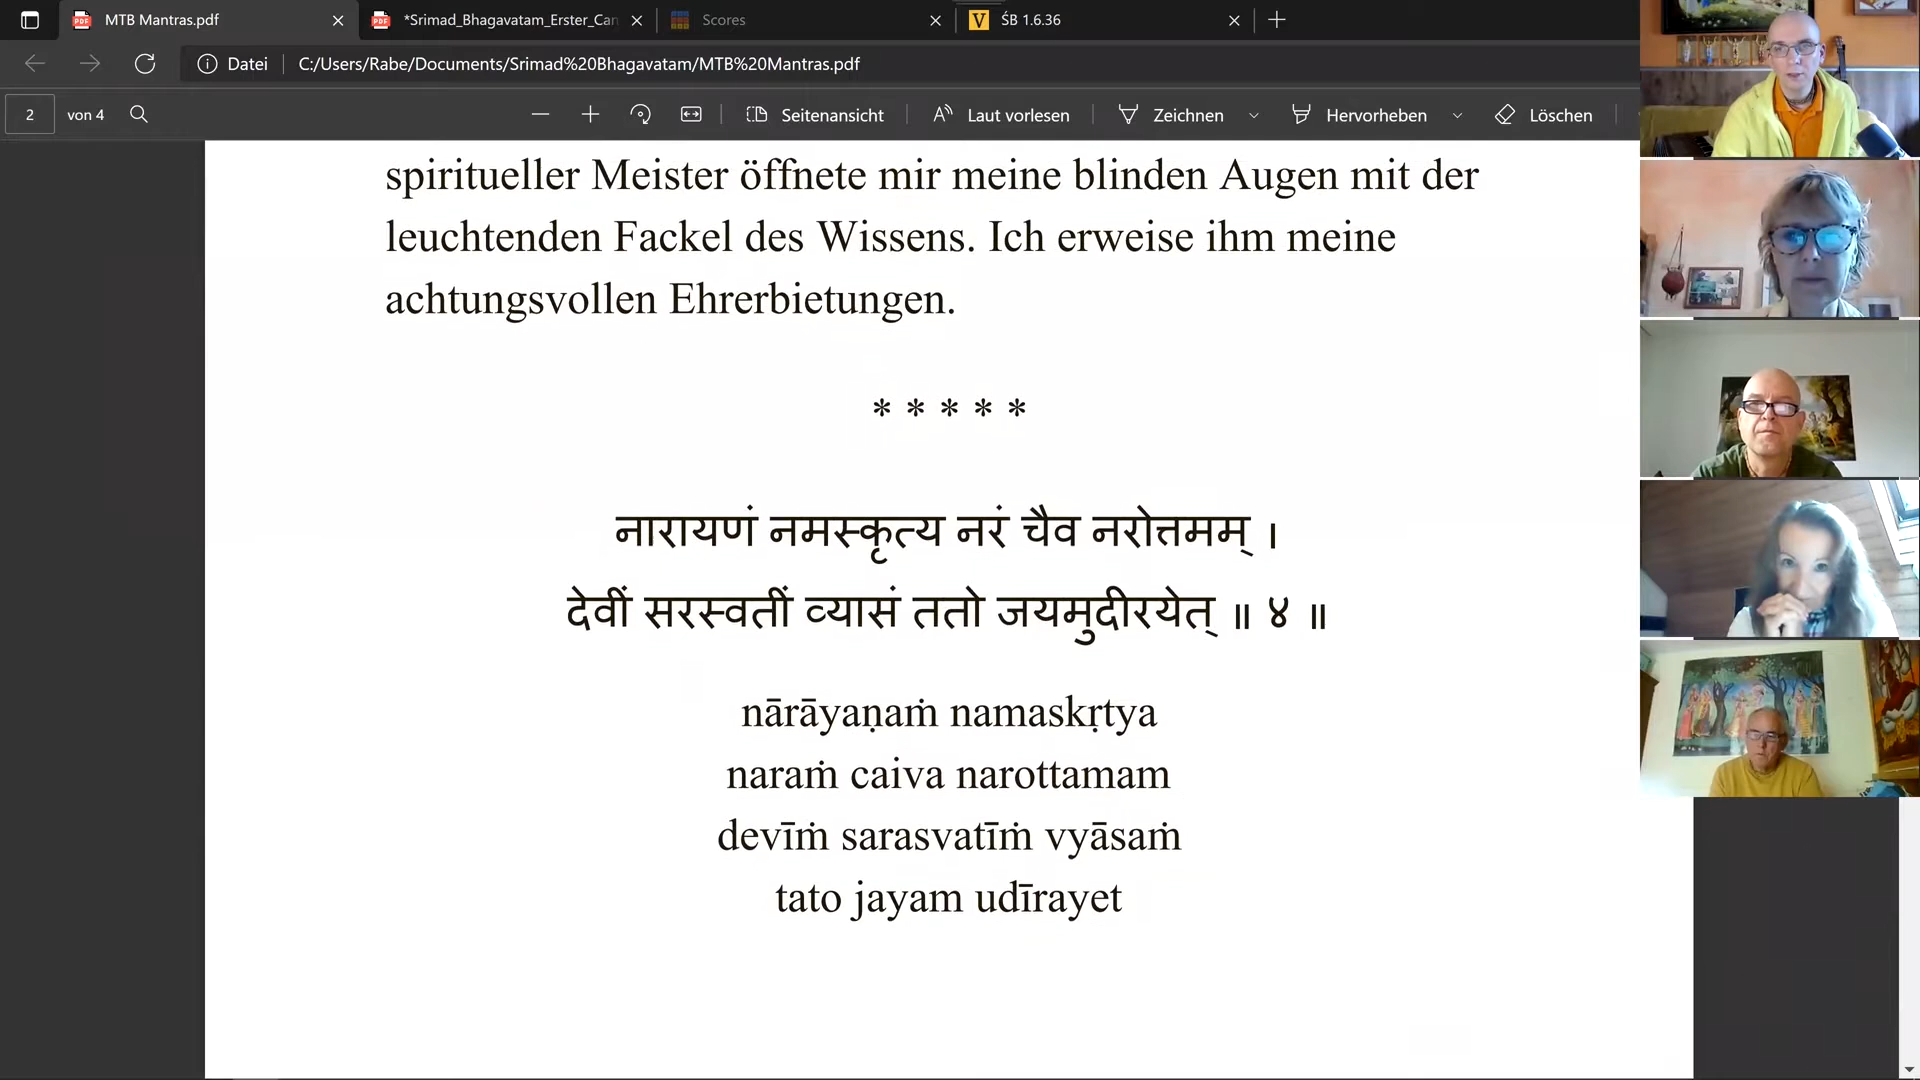 MTB Mantras.pdf
*Srimad_Bhagavatam_Erster_Can
Scores
V ŚB 1.6.36
Datei C:/Users/Rabe/Documents/Srimad%20Bhagavatam/MTB%20Mantras.pdf
2 von 4 Seitenansicht Laut vorlesen Zeichnen Hervorheben Löschen
spiritueller Meister öffnete mir meine blinden Augen mit der
leuchtenden Fackel des Wissens. Ich erweise ihm meine
achtungsvollen Ehrerbietungen.
* * * * *
नारायणं नमस्कृत्य नरं चैव नरोत्तमम् ।
देवीं सरस्वतीं व्यासं ततो जयमुदीरयेत् ॥ ४ ॥
nārāyaṇaṁ namaskṛtya
naraṁ caiva narottamam
devīṁ sarasvatīṁ vyāsaṁ
tato jayam udīrayet